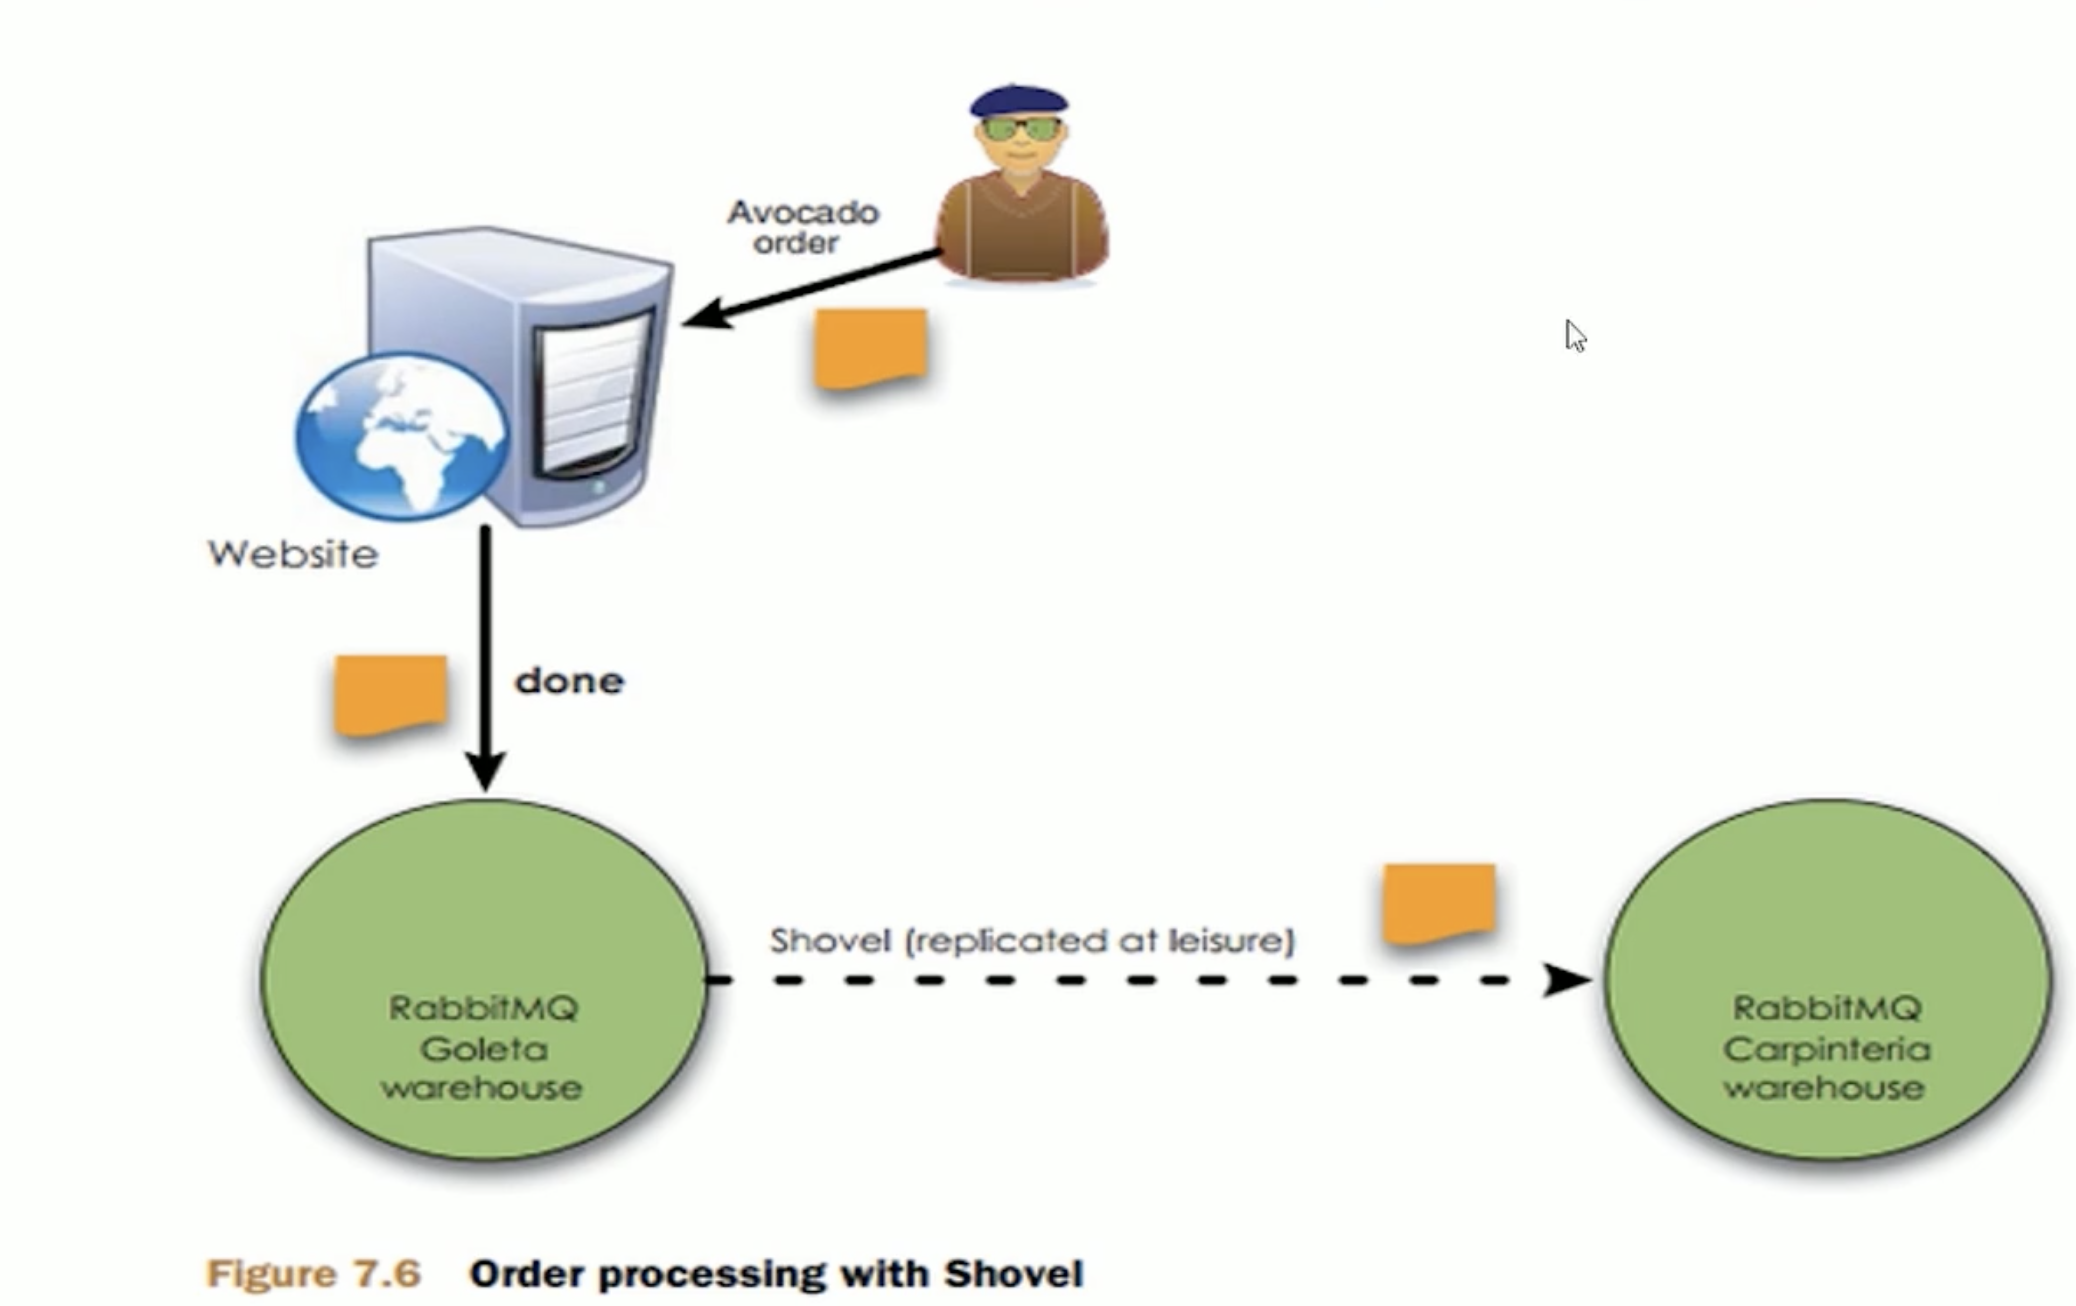 Avocado
order
Website
done
Shovel (replicated at leisure)
RabbitMQ
Goleta
warehouse
RabbitMQ
Carpinteria
warehouse
Figure 7.6 Order processing with Shovel